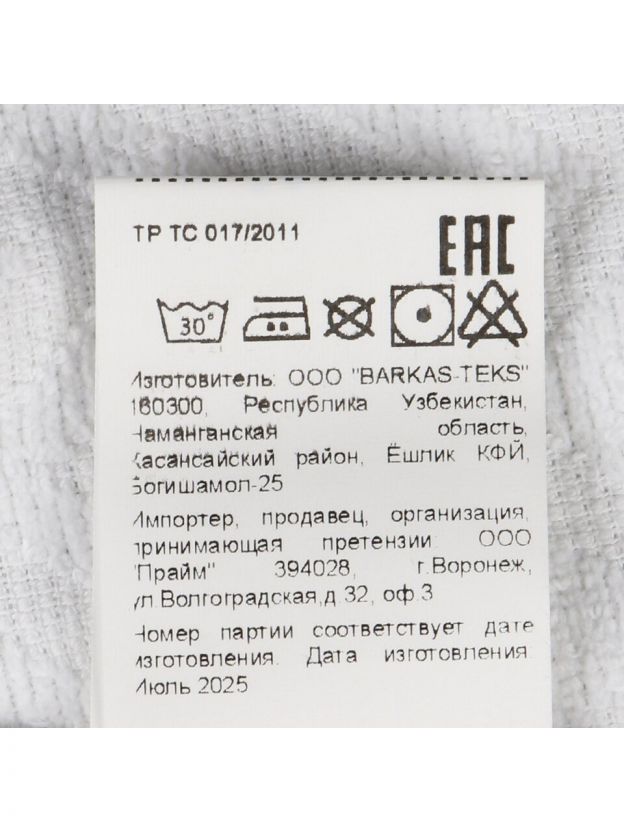 ТР ТС 017/2011
EAC
30°
Изготовитель: ООО "BARKAS-TEKS"
160300, Республика Узбекистан,
Наманганская область,
Касансайский район, Ёшлик КФЙ,
Богишамол-25
Импортер, продавец, организация,
принимающая претензии: ООО
"Прайм" 394028, г.Воронеж,
ул.Волгоградская,д.32, оф.3
Номер партии соответствует дате
изготовления. Дата изготовления:
Июль 2025